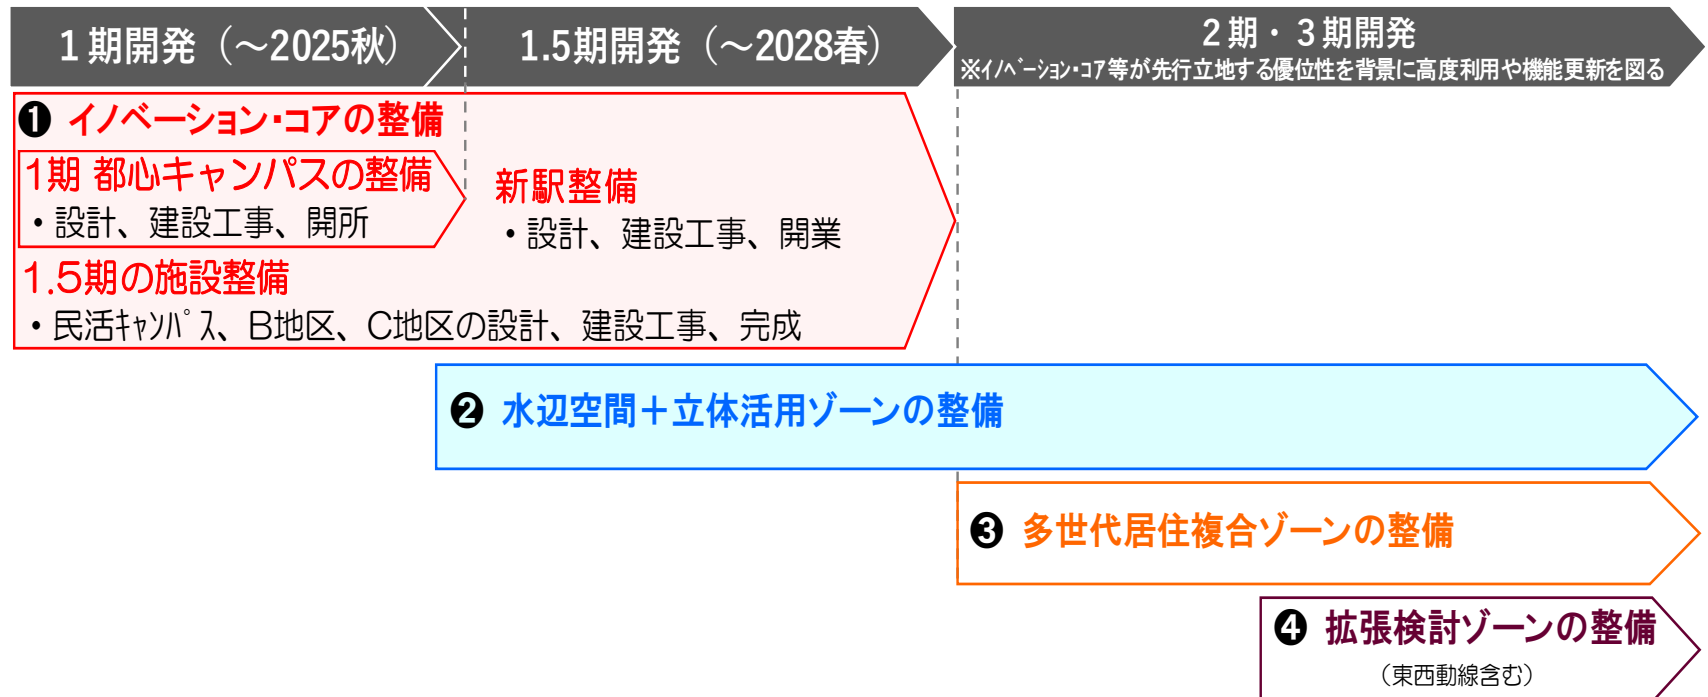 1期開発（～2025秋）
1.5期開発（～2028春）
2期・3期開発
※ｲﾉﾍﾞｰｼｮﾝ・ｺｱ等が先行立地する優位性を背景に高度利用や機能更新を図る
❶ イノベーション・コアの整備
1期 都心キャンパスの整備
・設計、建設工事、開所
新駅整備
・設計、建設工事、開業
1.5期の施設整備
・民活ｷｬﾝﾊﾟｽ、B地区、C地区の設計、建設工事、完成
❷ 水辺空間＋立体活用ゾーンの整備
❸ 多世代居住複合ゾーンの整備
❹ 拡張検討ゾーンの整備
（東西動線含む）